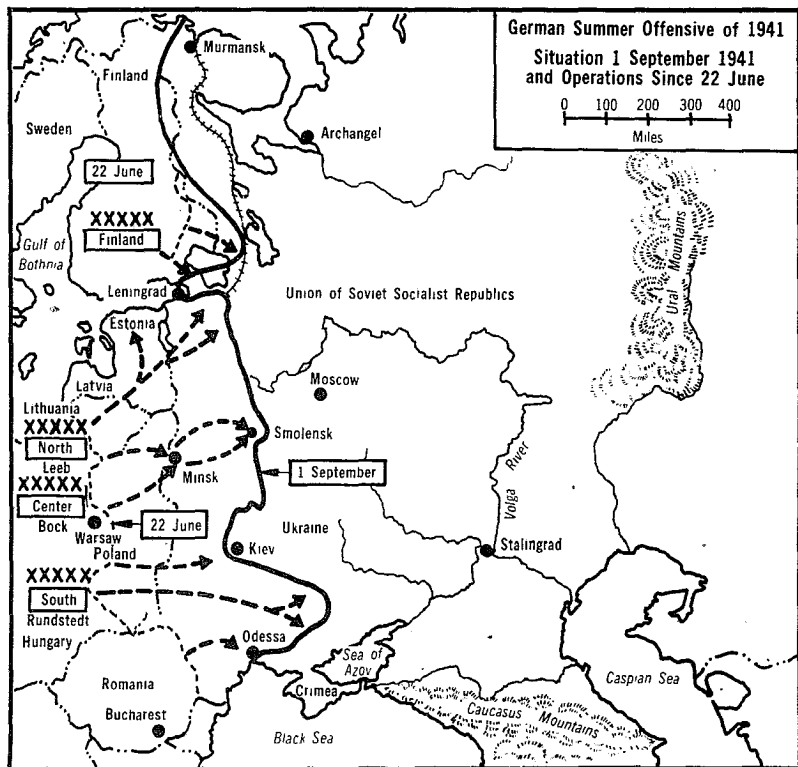 German Summer Offensive of 1941
Situation 1 September 1941
and Operations Since 22 June
0 100 200 300 400
Miles
Murmansk
Finland
Sweden
Archangel
22 June
XXXXX
Finland
Gulf of
Bothnia
Ural Mountains
Leningrad
Union of Soviet Socialist Republics
Estonia
Latvia
Moscow
Lithuania
XXXXX
North
Leeb
Smolensk
Minsk
1 September
XXXXX
Center
Bock
Volga River
22 June
Warsaw
Poland
Ukraine
Kiev
Stalingrad
XXXXX
South
Rundstedt
Hungary
Odessa
Sea of
Azov
Romania
Crimea
Caspian Sea
Bucharest
Caucasus Mountains
Black Sea